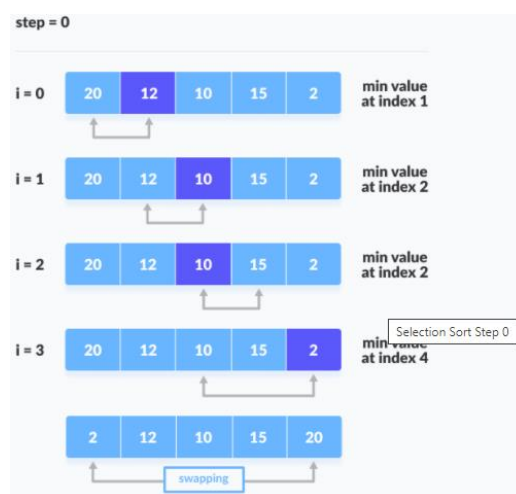 step = 0
i = 0 20 12 10 15 2 min value
at index 1
i = 1 20 12 10 15 2 min value
at index 2
i = 2 20 12 10 15 2 min value
at index 2
Selection Sort Step 0
i = 3 20 12 10 15 2 min value
at index 4
2 12 10 15 20
swapping